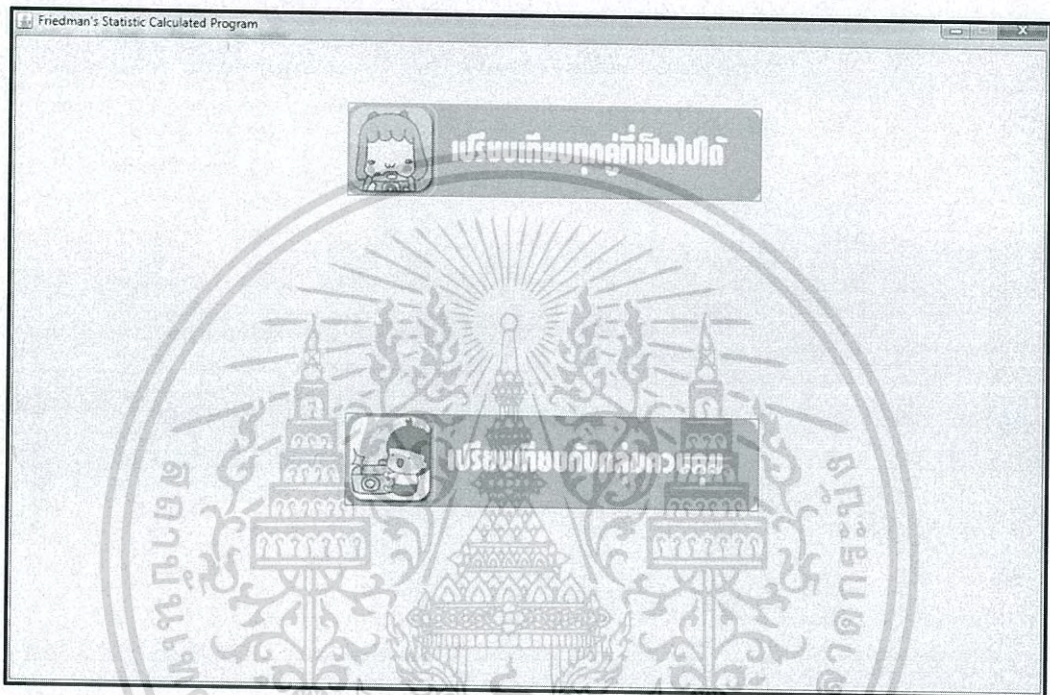 Friedman's Statistic Calculated Program
เปรียบเทียบทุกคู่ที่เป็นไปได้
เปรียบเทียบกับกลุ่มควบคุม